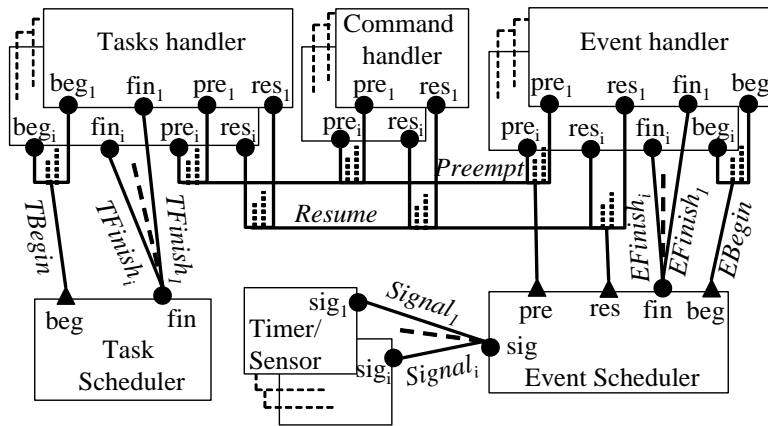 Tasks handler
Command handler
Event handler
beg1 fin1 pre1 res1
pre1 res1
pre1 res1 fin1 beg1
begi fini prei resi
prei resi
prei resi fini begi
Preempt
Resume
TBegin
TFinishi
TFinish1
EFinishi
EFinish1
EBegin
beg
fin
Task
Scheduler
sig1
Timer/
Sensor
sigi
Signal1
Signali
sig
pre res fin beg
Event Scheduler